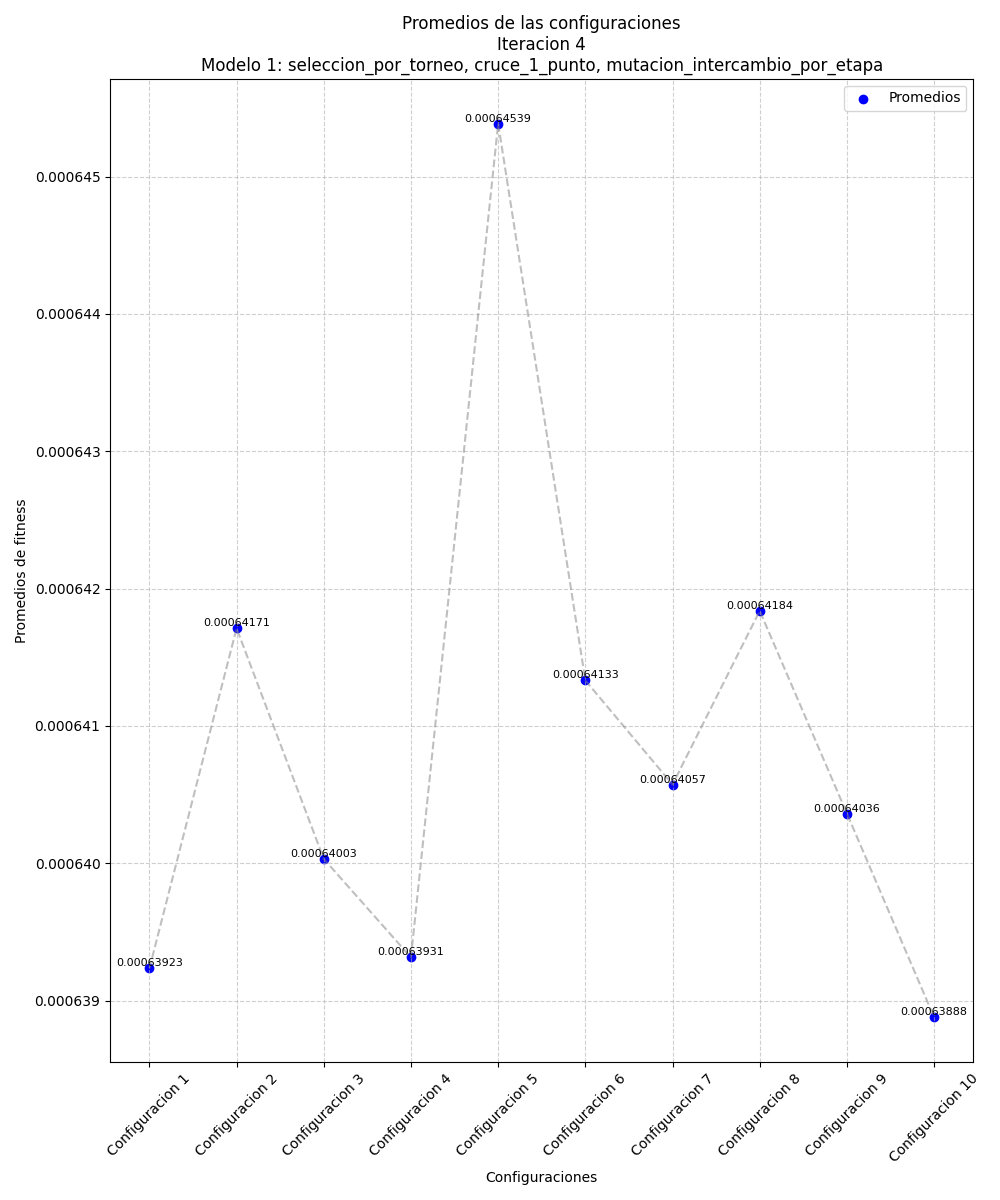 Promedios de las configuraciones
Iteracion 4
Modelo 1: seleccion_por_torneo, cruce_1_punto, mutacion_intercambio_por_etapa
Promedios
0.00064539
0.000645
0.000644
0.000643
0.000642
0.000641
0.000640
0.000639
Promedios de fitness
0.00063923
0.00064171
0.00064003
0.00063931
0.00064133
0.00064057
0.00064184
0.00064036
0.00063888
Configuracion 1
Configuracion 2
Configuracion 3
Configuracion 4
Configuracion 5
Configuracion 6
Configuracion 7
Configuracion 8
Configuracion 9
Configuracion 10
Configuraciones